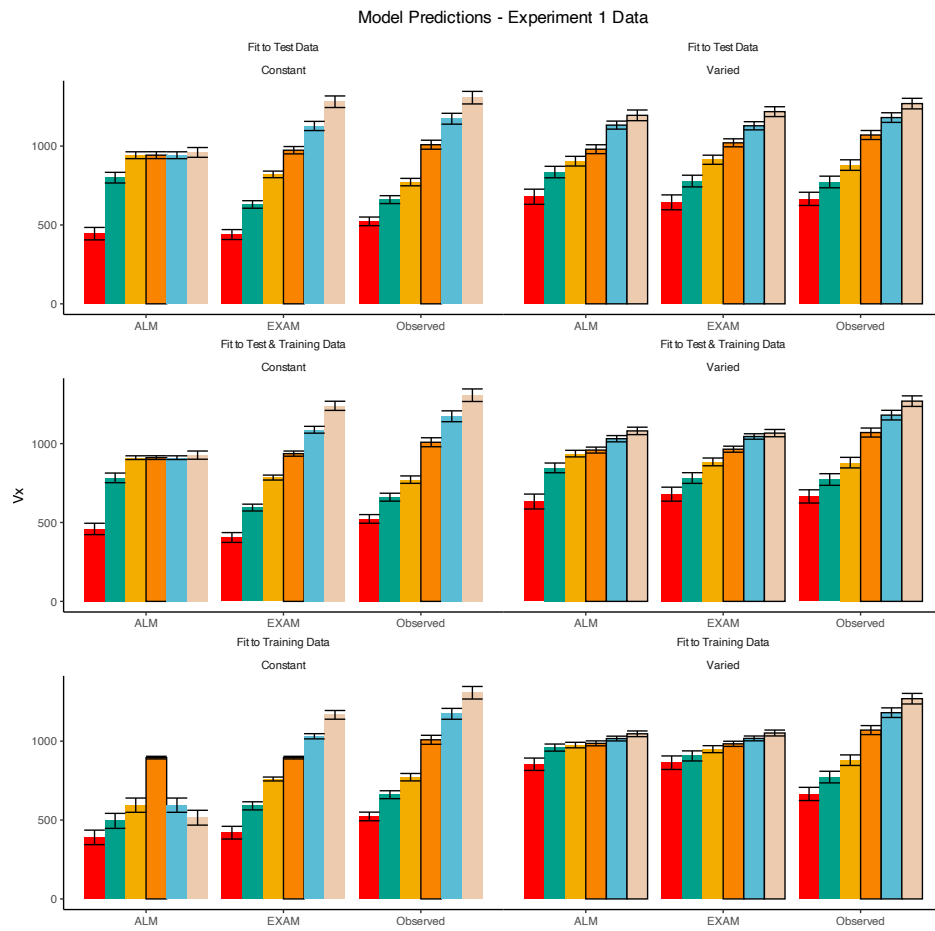 Model Predictions - Experiment 1 Data
Fit to Test Data
Constant
Fit to Test Data
Varied
1000
500
0
ALM
EXAM
Observed
ALM
EXAM
Observed
Fit to Test & Training Data
Constant
Fit to Test & Training Data
Varied
Vx
1000
500
0
ALM
EXAM
Observed
ALM
EXAM
Observed
Fit to Training Data
Constant
Fit to Training Data
Varied
1000
500
0
ALM
EXAM
Observed
ALM
EXAM
Observed